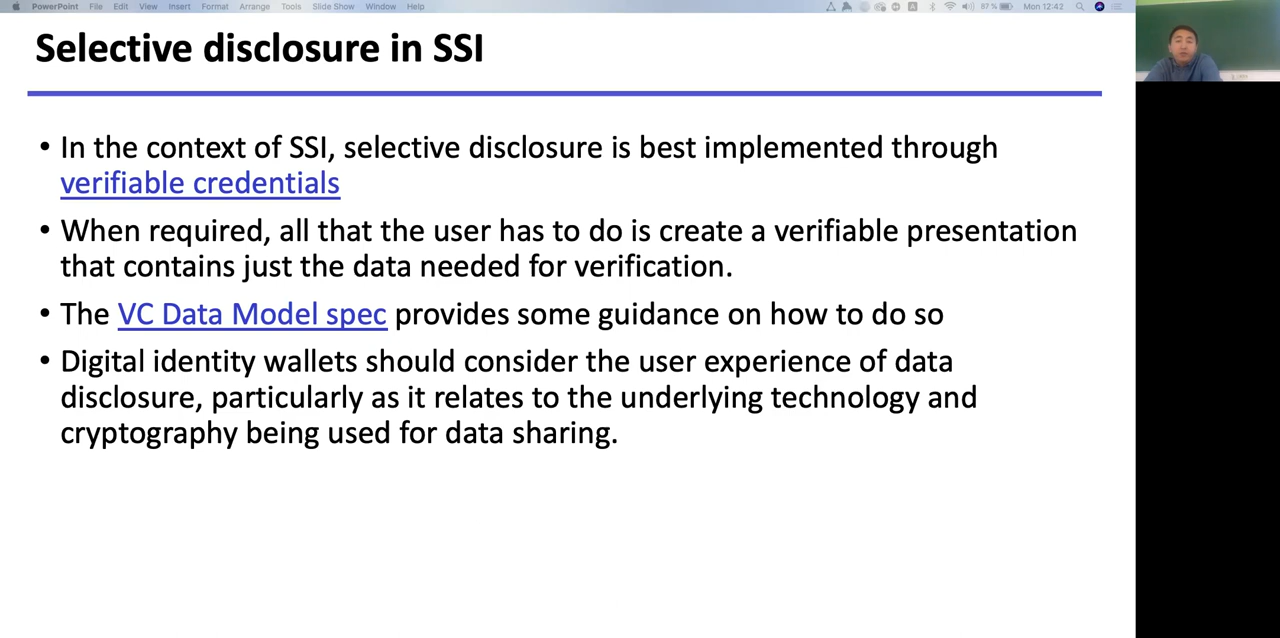 PowerPoint File Edit View Insert Format Arrange Tools Slide Show Window Help 87% Mon 12:42
Selective disclosure in SSI
• In the context of SSI, selective disclosure is best implemented through
verifiable credentials
• When required, all that the user has to do is create a verifiable presentation
that contains just the data needed for verification.
• The VC Data Model spec provides some guidance on how to do so
• Digital identity wallets should consider the user experience of data
disclosure, particularly as it relates to the underlying technology and
cryptography being used for data sharing.